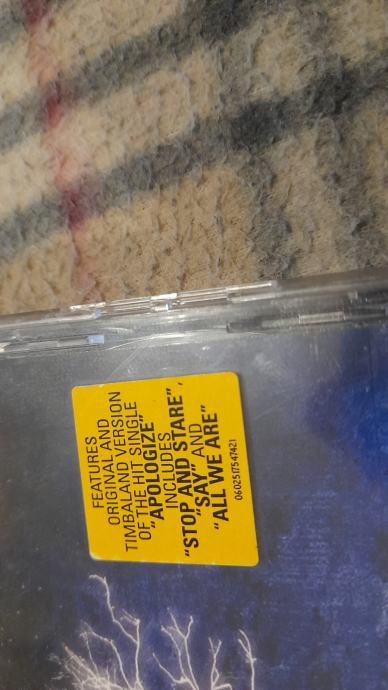 FEATURES
ORIGINAL AND
TIMBALAND VERSION
OF THE HIT SINGLE
"APOLOGIZE"
INCLUDES
"STOP AND STARE",
"SAY" AND
"ALL WE ARE"
0602517547421